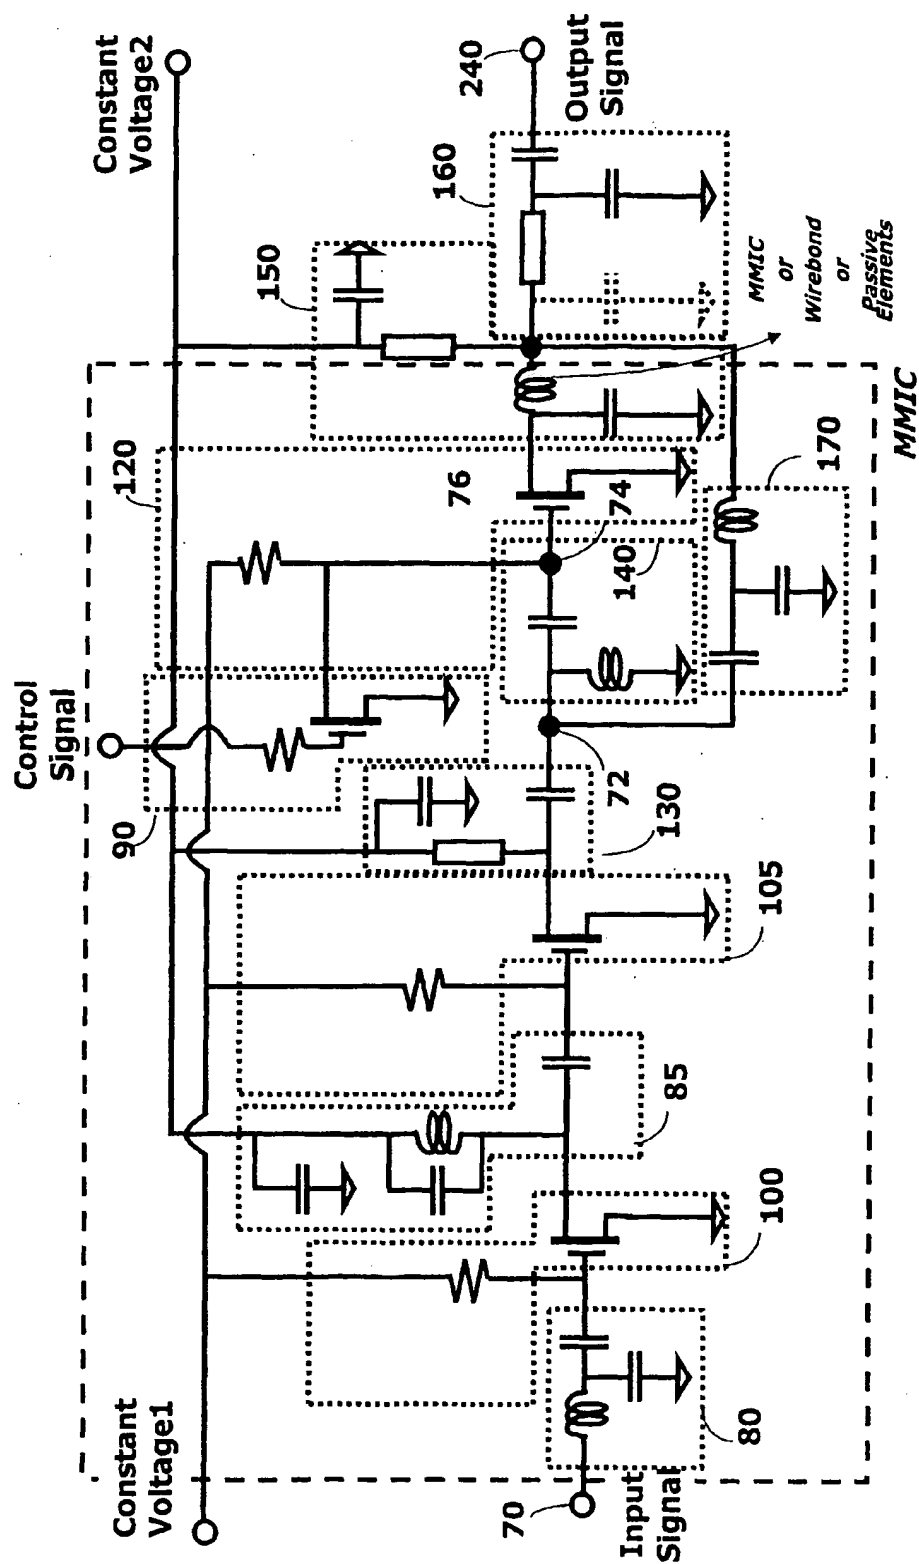 Constant
Voltage1
Constant
Voltage2
Control
Signal
70
Input
Signal
80
100
85
105
130
90
72
120
140
74
76
170
150
160
240
Output
Signal
MMIC
or
Wirebond
or
Passive
Elements
MMIC